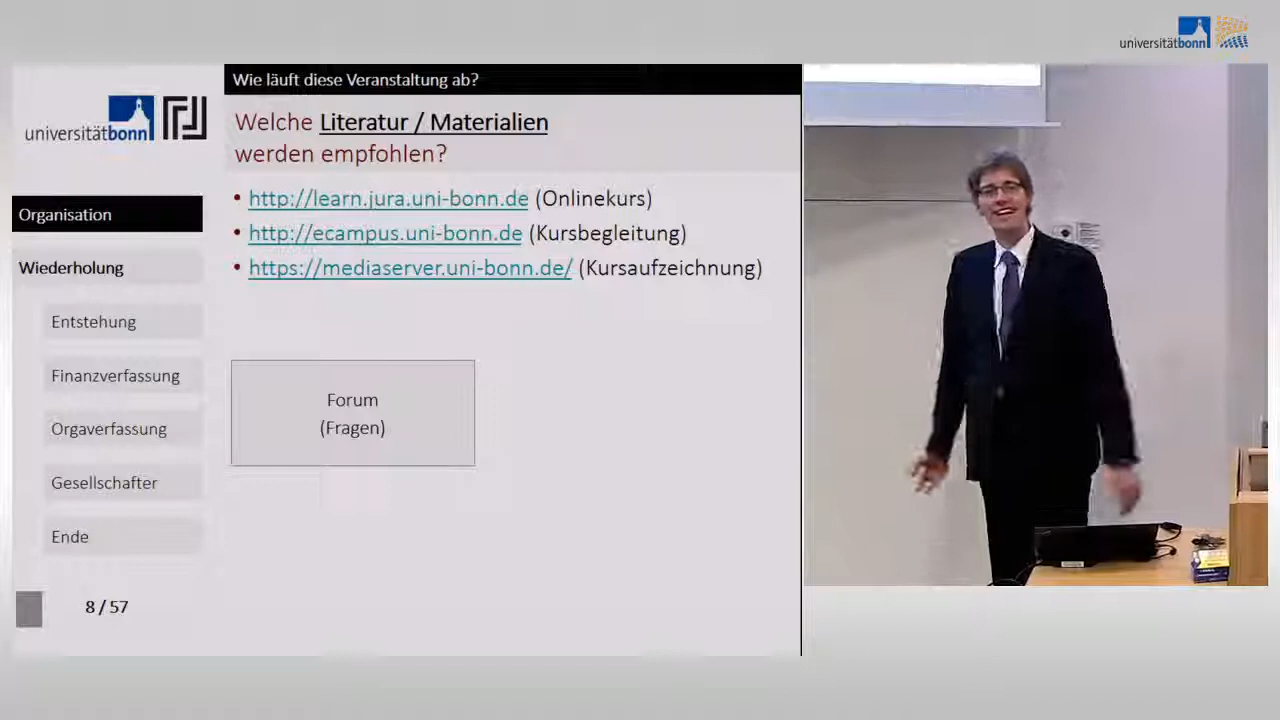 universitätbonn
Wie läuft diese Veranstaltung ab?
universitätbonn
Welche Literatur / Materialien
werden empfohlen?
• http://learn.jura.uni-bonn.de (Onlinekurs)
• http://ecampus.uni-bonn.de (Kursbegleitung)
• https://mediaserver.uni-bonn.de/ (Kursaufzeichnung)
Organisation
Wiederholung
Entstehung
Finanzverfassung
Orgaverfassung
Gesellschafter
Ende
Forum
(Fragen)
8 / 57